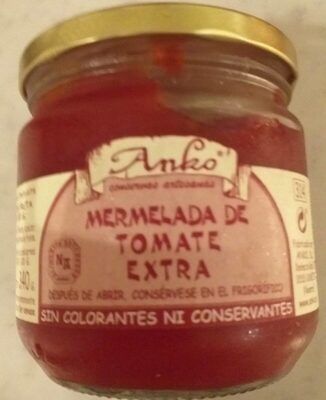 Anko®
conservas artesanas
MERMELADA DE
TOMATE
EXTRA
DESPUÉS DE ABRIR, CONSÉRVESE EN EL FRIGORÍFICO
SIN COLORANTES NI CONSERVANTES